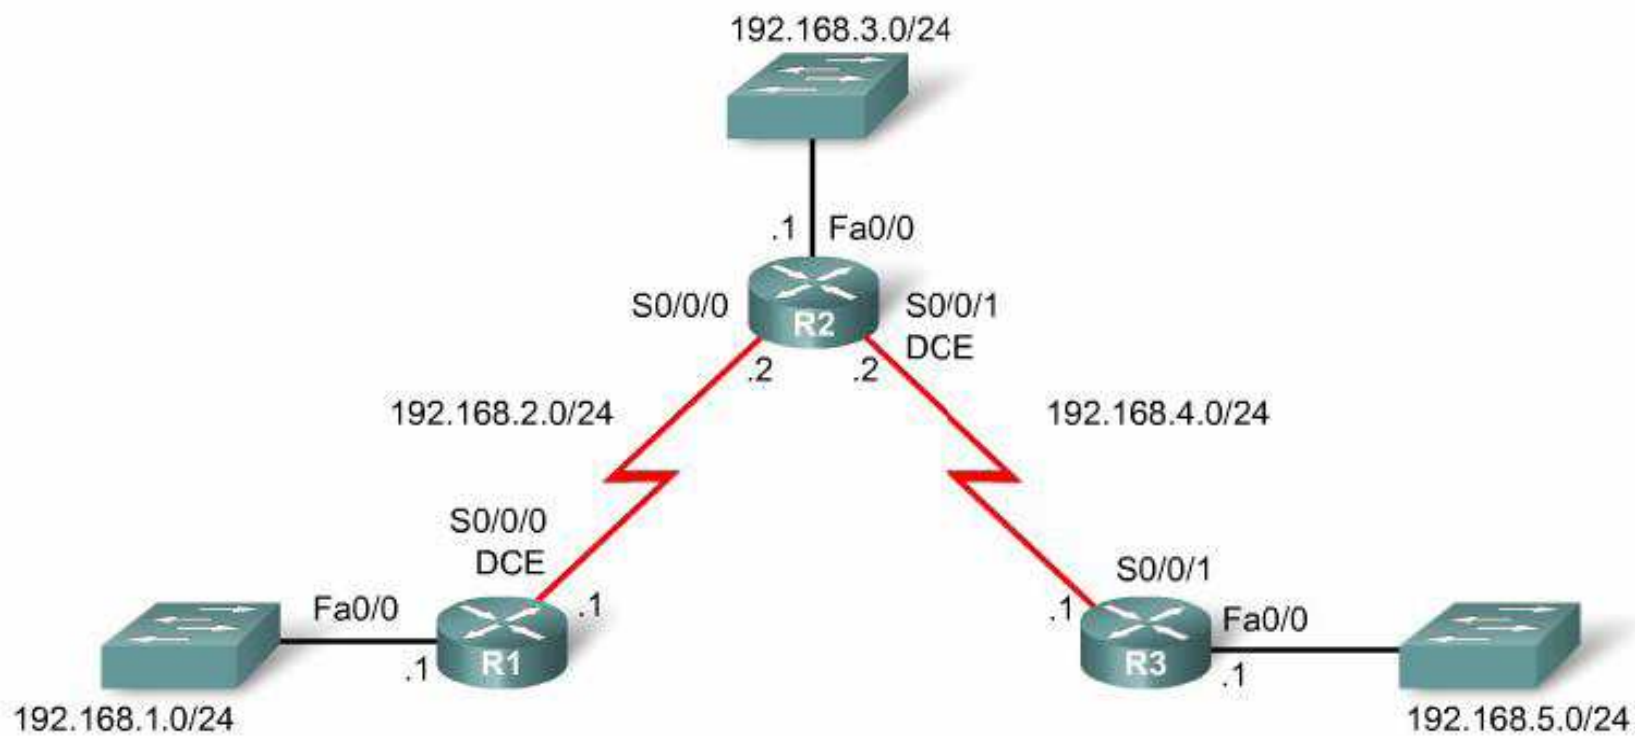 192.168.3.0/24
.1 Fa0/0
S0/0/0
R2
S0/0/1
DCE
.2
.2
192.168.2.0/24
192.168.4.0/24
S0/0/0
DCE
S0/0/1
Fa0/0
.1
.1
Fa0/0
.1
R1
R3
.1
192.168.1.0/24
192.168.5.0/24